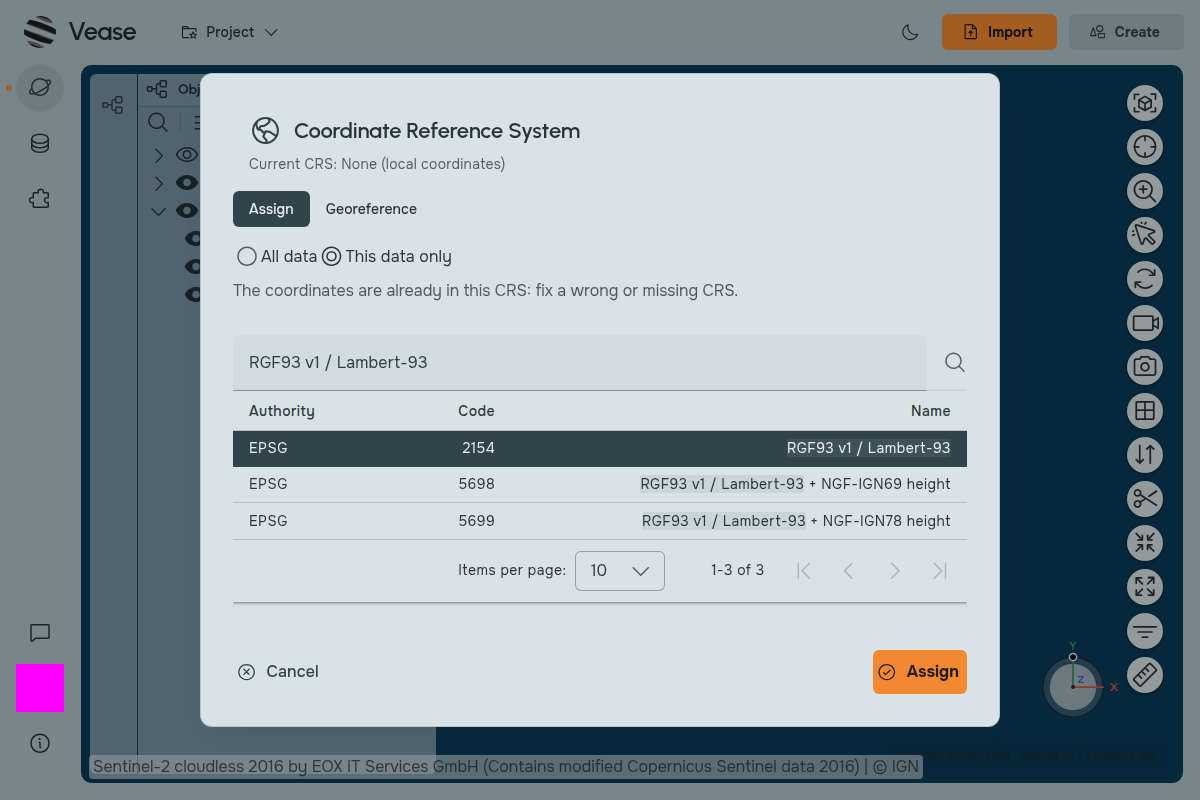 Vease
Project
Import
Create
Obj
Coordinate Reference System
Current CRS: None (local coordinates)
Assign
Georeference
All data
This data only
The coordinates are already in this CRS: fix a wrong or missing CRS.
RGF93 v1 / Lambert-93
Authority Code Name
EPSG 2154 RGF93 v1 / Lambert-93
EPSG 5698 RGF93 v1 / Lambert-93 + NGF-IGN69 height
EPSG 5699 RGF93 v1 / Lambert-93 + NGF-IGN78 height
Items per page: 10 1-3 of 3
Cancel
Assign
Y
Z
X
Sentinel-2 cloudless 2016 by EOX IT Services GmbH (Contains modified Copernicus Sentinel data 2016) | © IGN